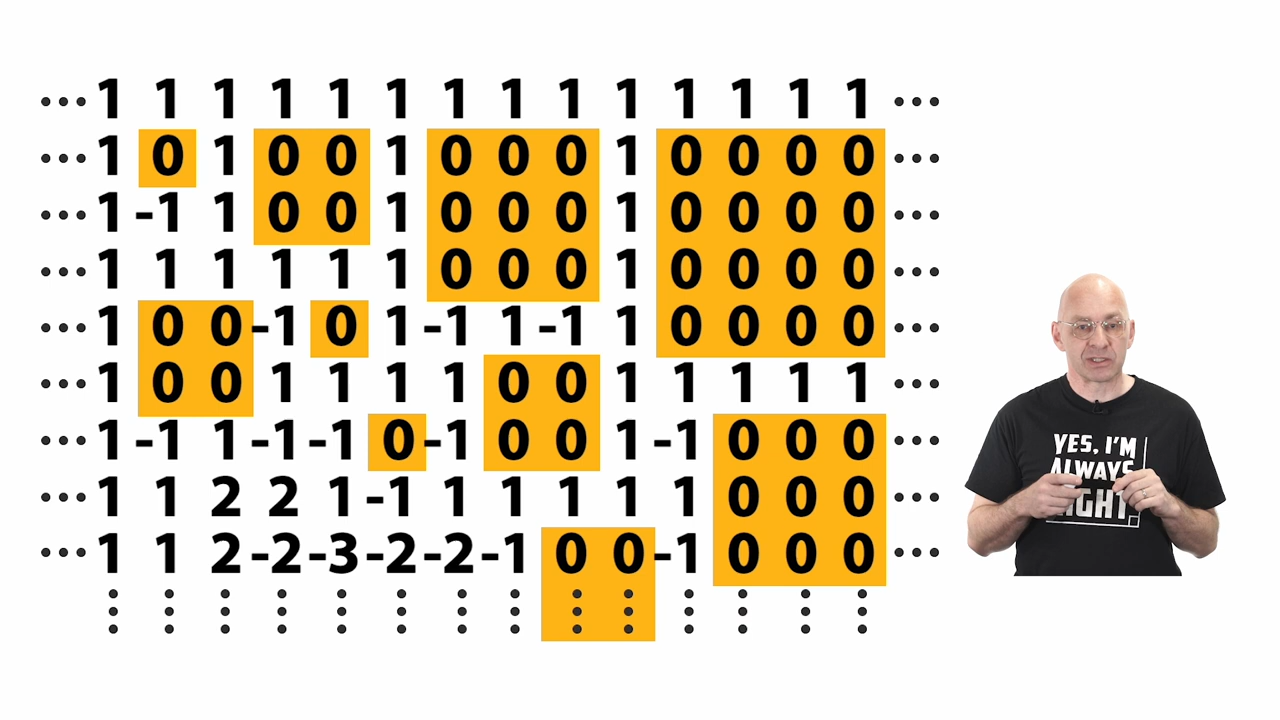 ...1 1 1 1 1 1 1 1 1 1 1 1 1 1...
...1 0 1 0 0 1 0 0 0 1 0 0 0 0...
...1 -1 1 0 0 1 0 0 0 1 0 0 0 0...
...1 1 1 1 1 1 0 0 0 1 0 0 0 0...
...1 0 0 -1 0 1 -1 1 -1 1 0 0 0 0...
...1 0 0 1 1 1 1 0 0 1 1 1 1 1...
...1 -1 1 -1 -1 0 -1 0 0 1 -1 0 0 0...
...1 1 2 2 1 -1 1 1 1 1 1 0 0 0...
...1 1 2 -2 -3 -2 -2 -1 0 0 -1 0 0 0...
YES, I'M
ALWAYS
RIGHT